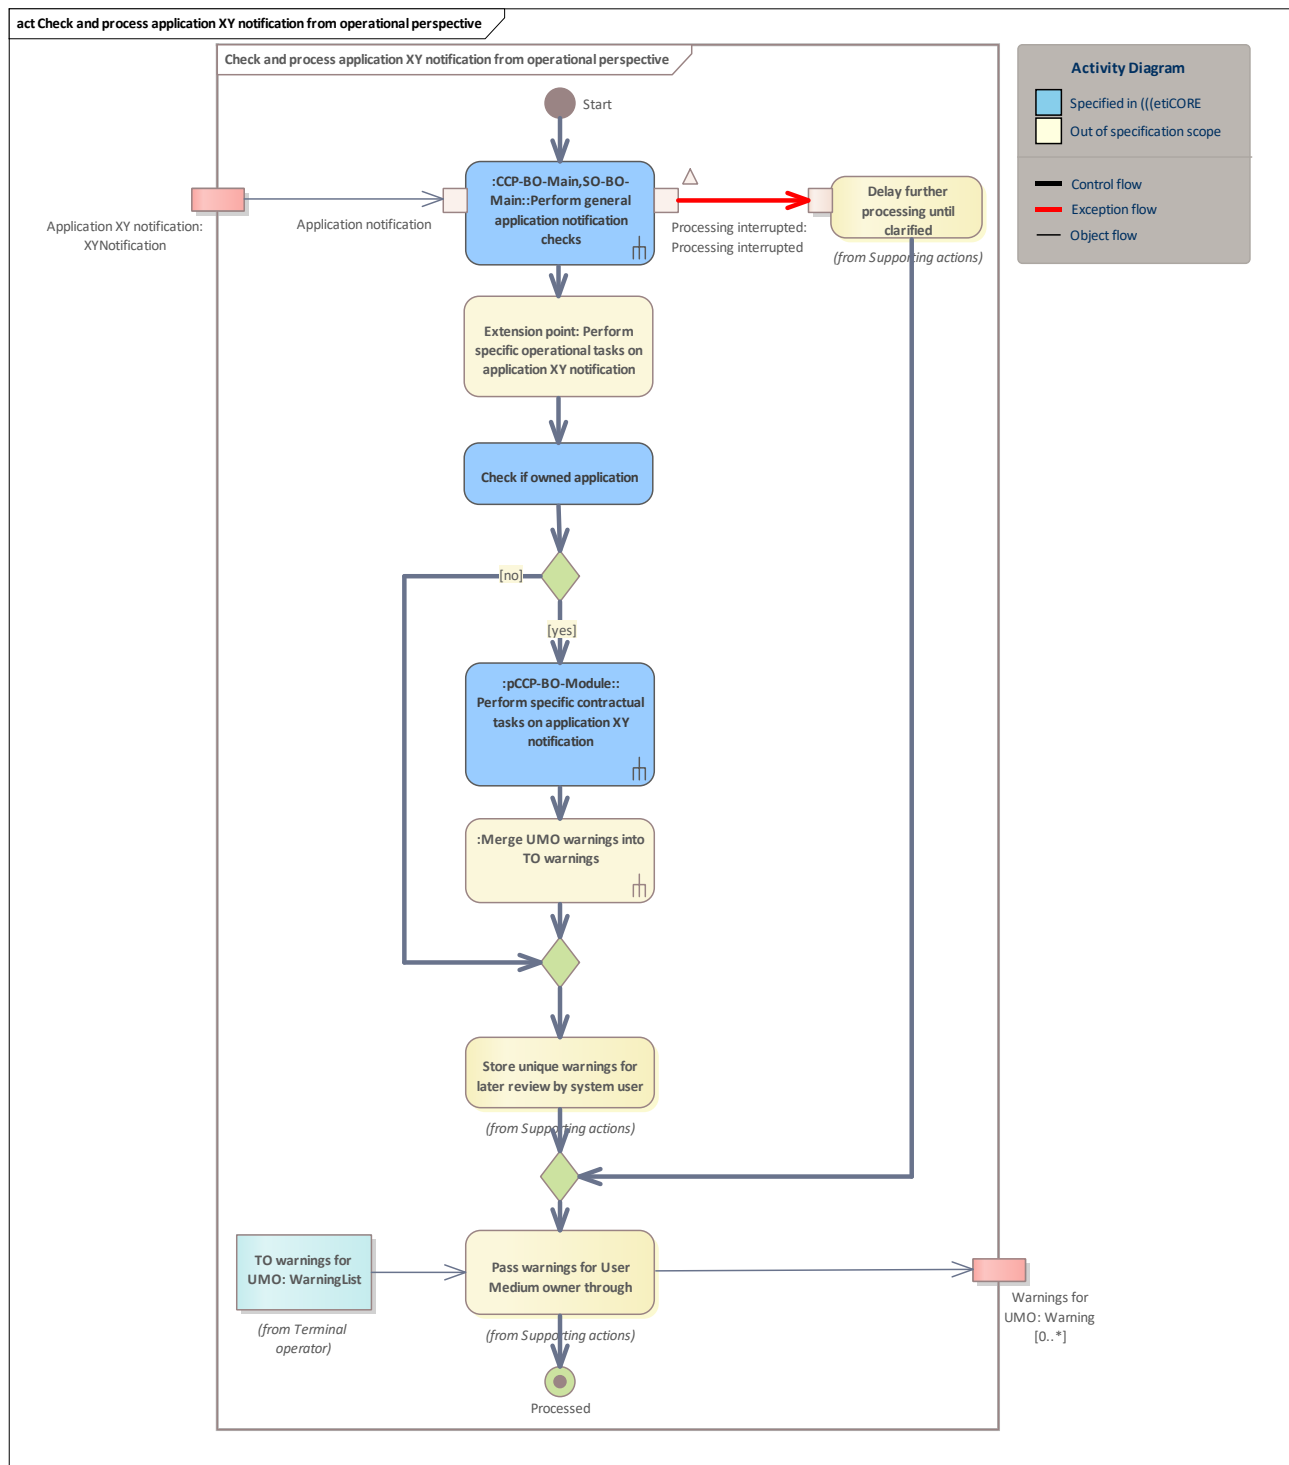 act Check and process application XY notification from operational perspective
Check and process application XY notification from operational perspective
Activity Diagram
Specified in (((etiCORE
Out of specification scope
Control flow
Exception flow
Object flow
Start
:CCP-BO-Main,SO-BO-
Main::Perform general
application notification
checks
Application XY notification:
XYNotification
Application notification
Processing interrupted:
Processing interrupted
Delay further
processing until
clarified
(from Supporting actions)
Extension point: Perform
specific operational tasks on
application XY notification
Check if owned application
[no]
[yes]
:pCCP-BO-Module::
Perform specific contractual
tasks on application XY
notification
:Merge UMO warnings into
TO warnings
Store unique warnings for
later review by system user
(from Supporting actions)
TO warnings for
UMO: WarningList
(from Terminal
operator)
Pass warnings for User
Medium owner through
(from Supporting actions)
Warnings for
UMO: Warning
[0..*]
Processed